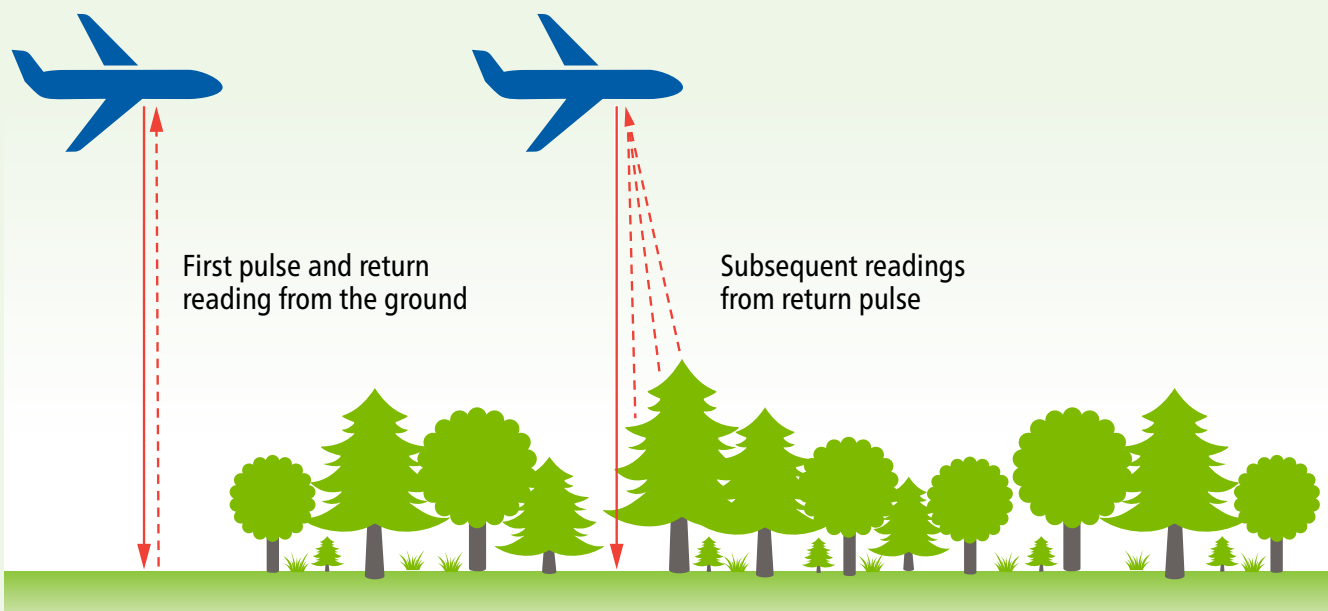 First pulse and return
reading from the ground
Subsequent readings
from return pulse